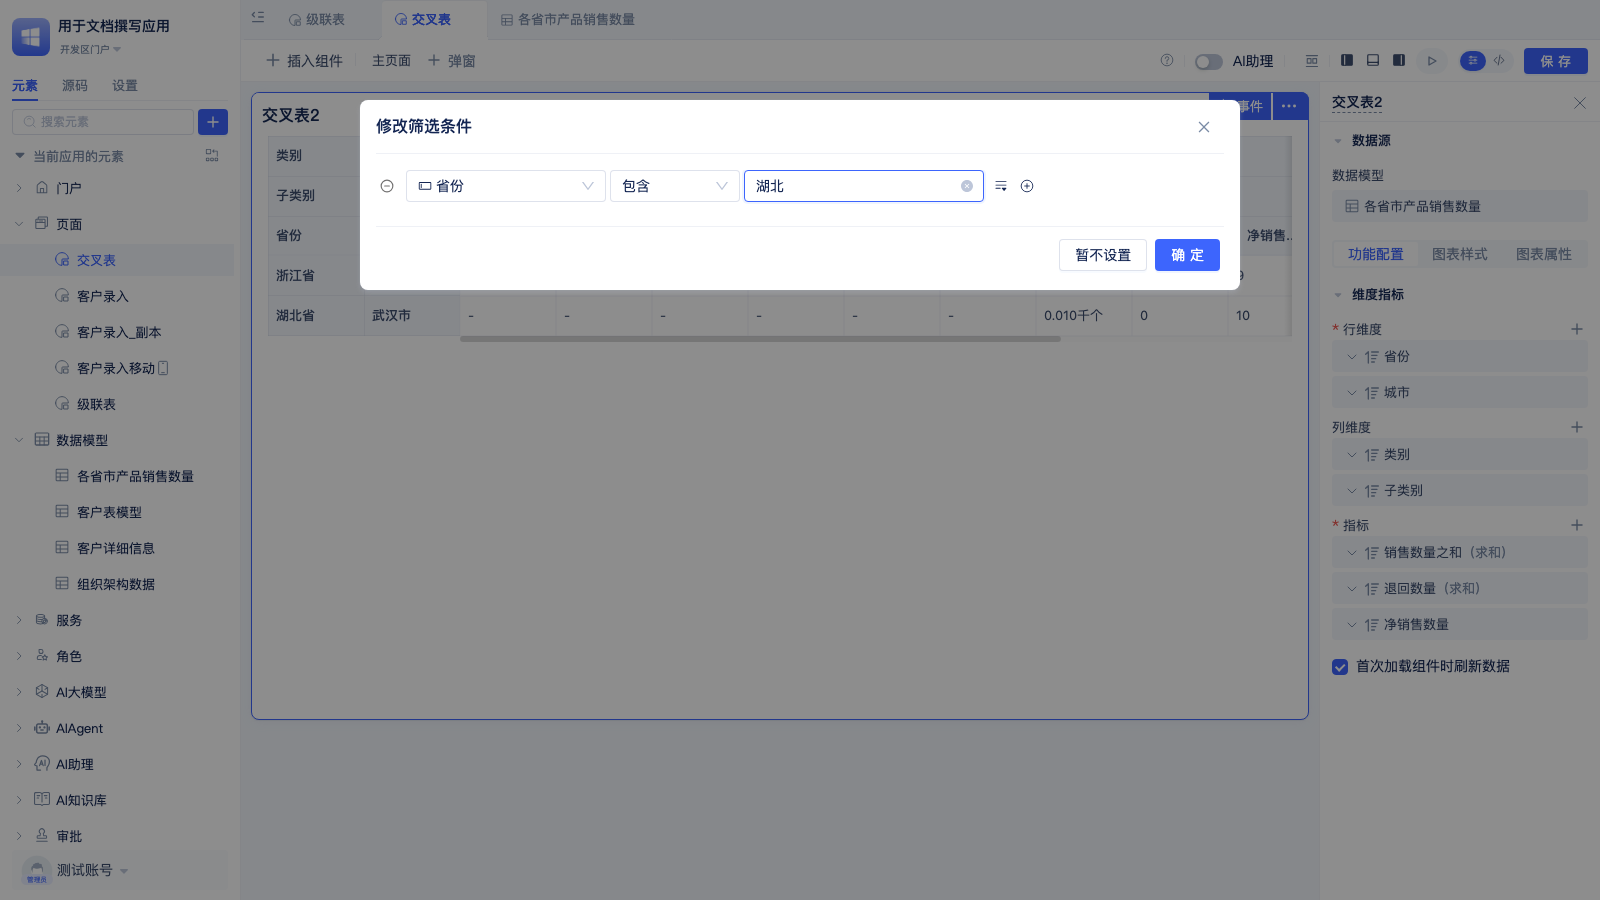 用于文档撰写应用
开发区门户
元素 源码 设置
搜索元素
当前应用的元素
门户
页面
交叉表
客户录入
客户录入_副本
客户录入移动
级联表
数据模型
各省市产品销售数量
客户表模型
客户详细信息
组织架构数据
服务
角色
AI大模型
AIAgent
AI助理
AI知识库
审批
管理员
测试账号
级联表 交叉表 各省市产品销售数量
插入组件 主页面 弹窗
AI助理
保 存
交叉表2
事件
类别
子类别
省份
净销售...
浙江省
湖北省 武汉市 - - - - - - 0.010千个 0 10
修改筛选条件
省份 包含 湖北
暂不设置 确 定
交叉表2
数据源
数据模型
各省市产品销售数量
功能配置 图表样式 图表属性
维度指标
* 行维度
省份
城市
列维度
类别
子类别
* 指标
销售数量之和（求和）
退回数量（求和）
净销售数量
首次加载组件时刷新数据